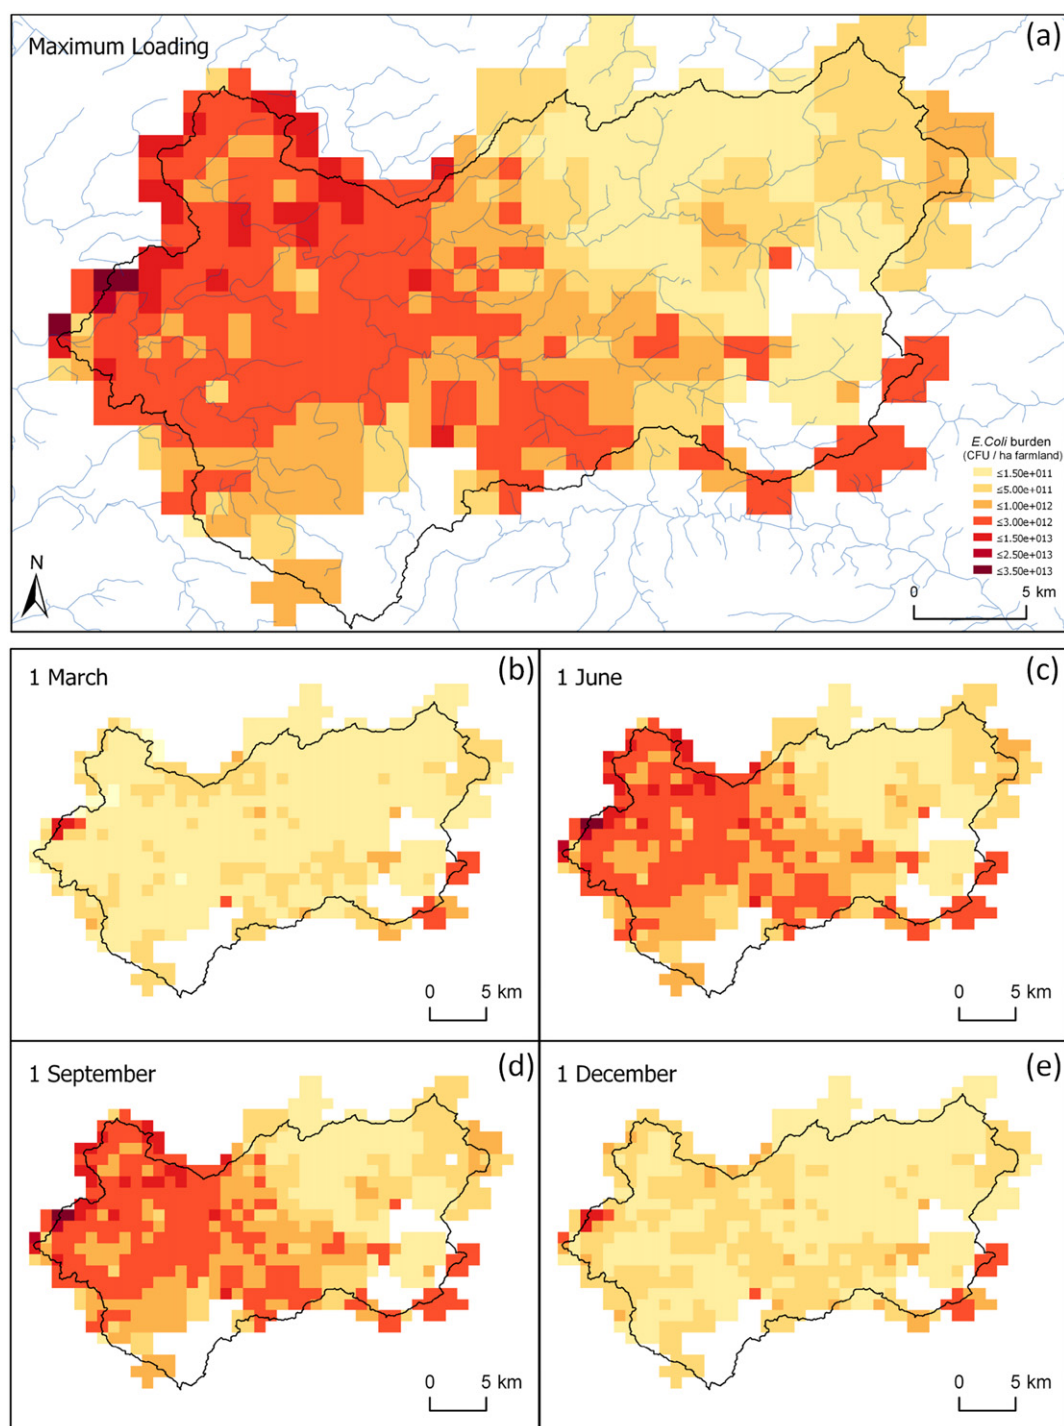 Maximum Loading
(a)
E.Coli burden
(CFU / ha farmland)
≤1.50e+011
≤5.00e+011
≤1.00e+012
≤3.00e+012
≤1.50e+013
≤2.50e+013
≤3.50e+013
N
0 5 km
1 March
(b)
0 5 km
1 June
(c)
0 5 km
1 September
(d)
0 5 km
1 December
(e)
0 5 km